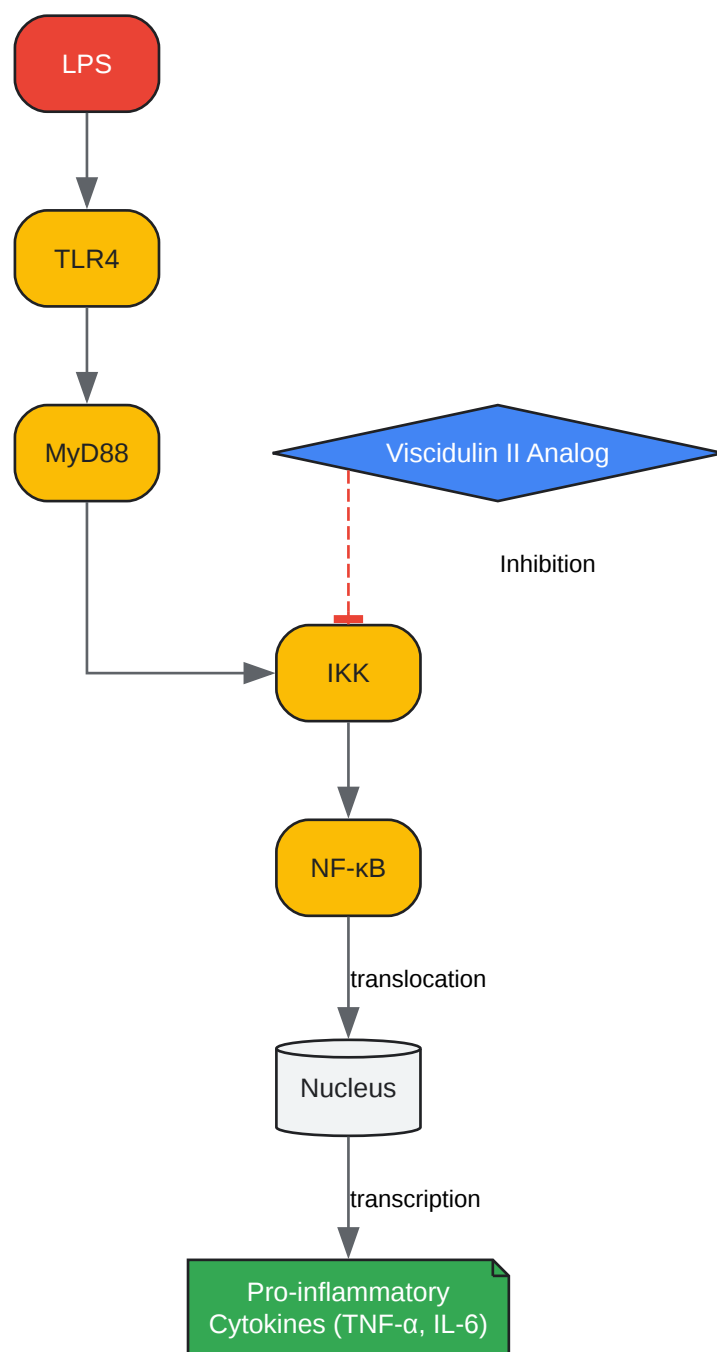 LPS
TLR4
MyD88
Viscidulin II Analog
Inhibition
IKK
NF-κB
translocation
Nucleus
transcription
Pro-inflammatory
Cytokines (TNF-α, IL-6)